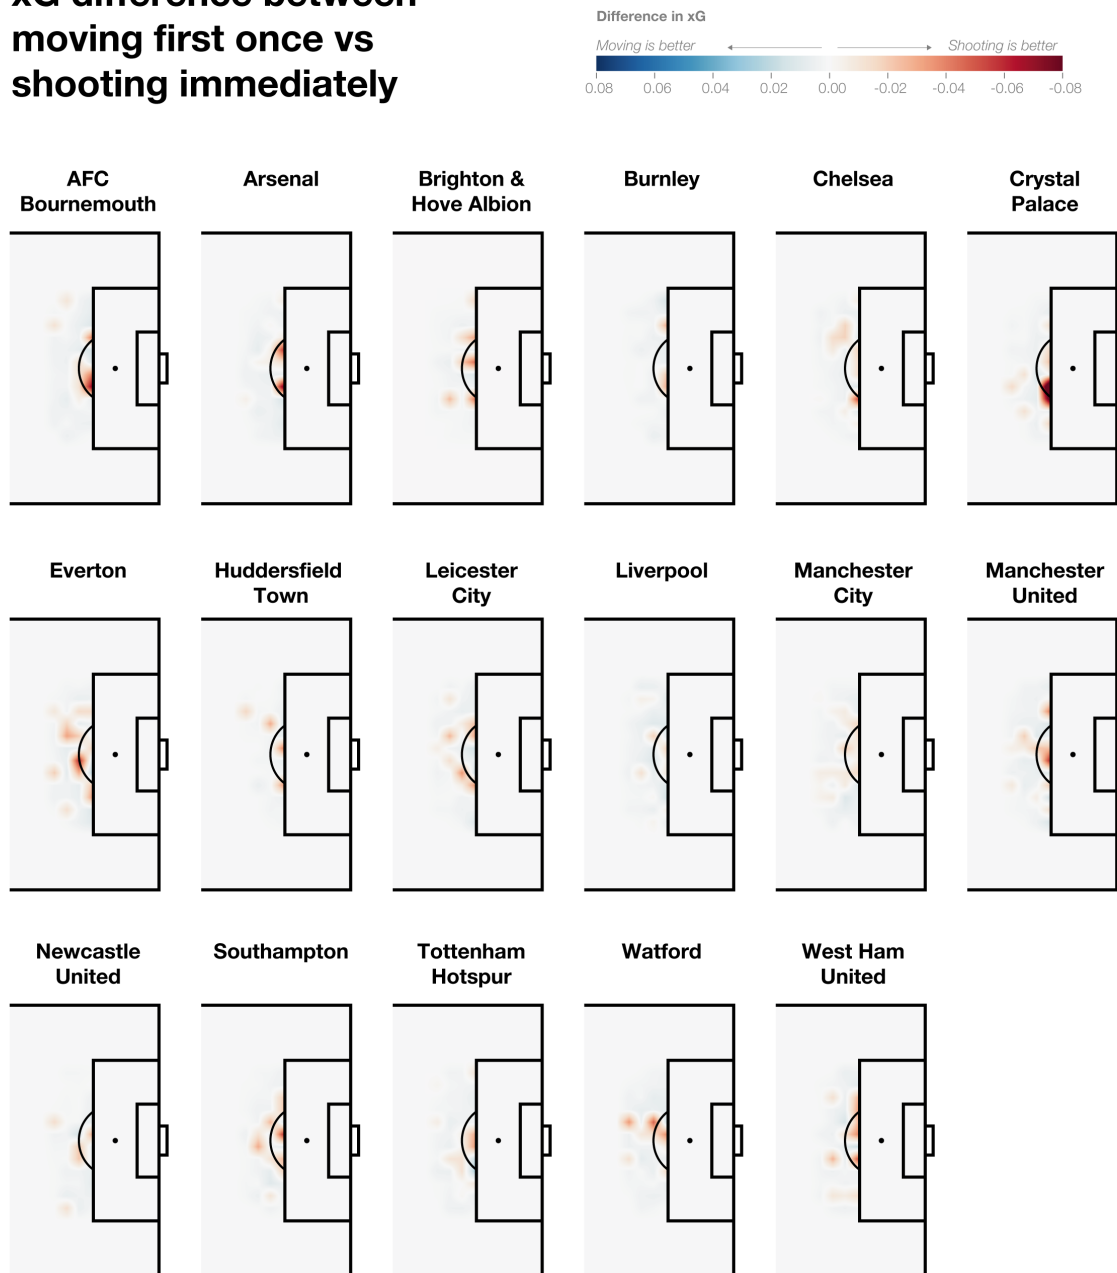 xG difference between
moving first once vs
shooting immediately
Difference in xG
Moving is better
Shooting is better
0.08 0.06 0.04 0.02 0.00 -0.02 -0.04 -0.06 -0.08
AFC
Bournemouth
Arsenal
Brighton &
Hove Albion
Burnley
Chelsea
Crystal
Palace
Everton
Huddersfield
Town
Leicester
City
Liverpool
Manchester
City
Manchester
United
Newcastle
United
Southampton
Tottenham
Hotspur
Watford
West Ham
United